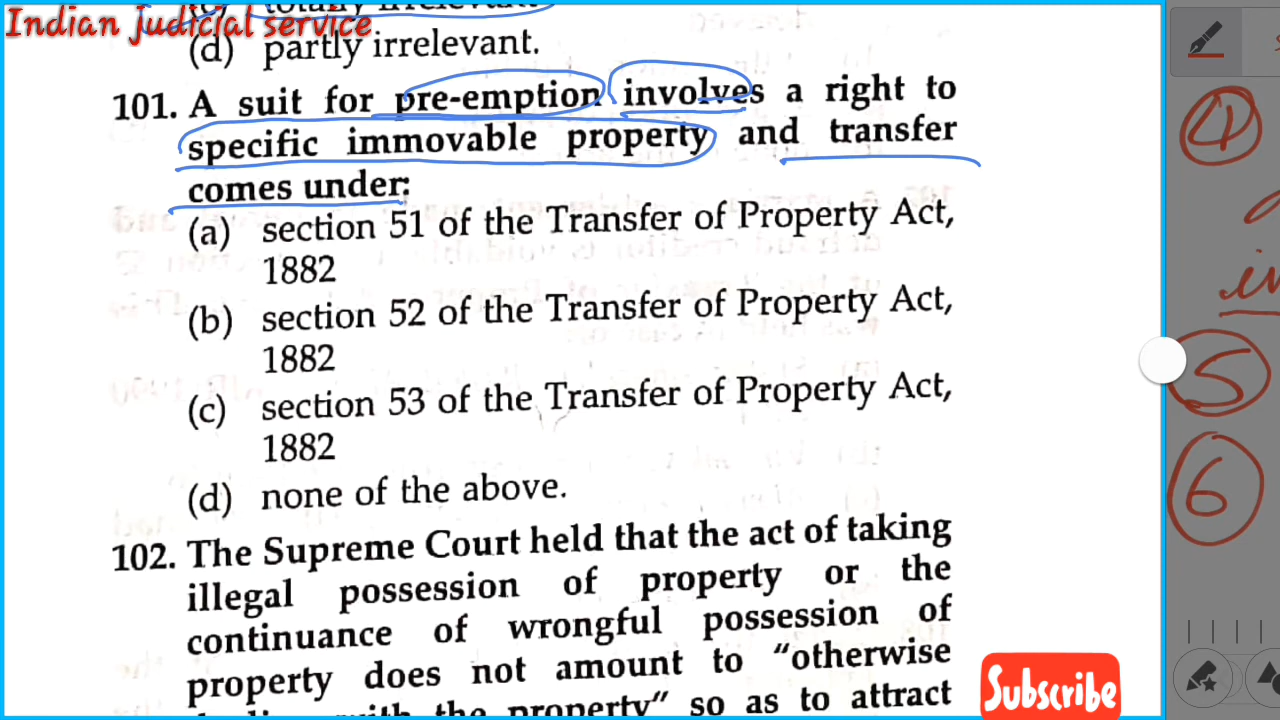 Indian judicial service
(d) partly irrelevant.
101. A suit for pre-emption involves a right to
specific immovable property and transfer
comes under:
(a) section 51 of the Transfer of Property Act,
1882
(b) section 52 of the Transfer of Property Act,
1882
(c) section 53 of the Transfer of Property Act,
1882
(d) none of the above.
102. The Supreme Court held that the act of taking
illegal possession of property or the
continuance of wrongful possession of
property does not amount to "otherwise
with the property" so as to attract
4
in
5
6
Subscribe